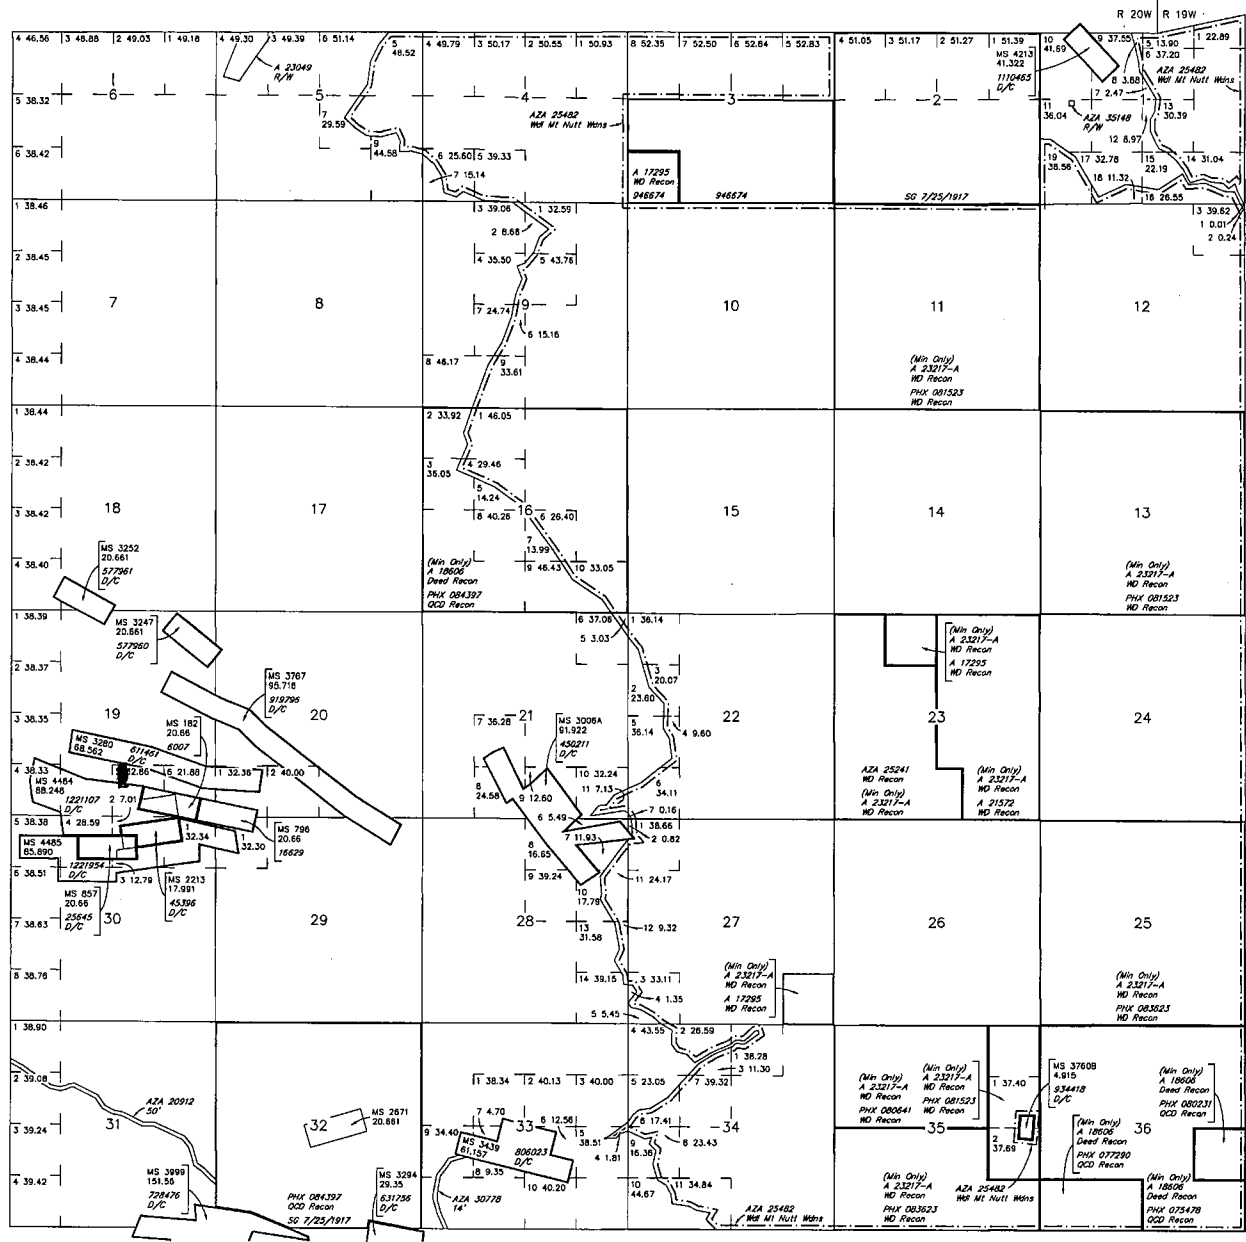 R 20W R 19W
4 46.56 3 48.88 2 49.03 1 49.18 4 49.30 3 49.39 6 51.14 5 48.52 4 49.79 3 50.17 2 50.55 1 50.93 8 52.35 7 52.50 6 52.64 5 52.83 4 51.05 3 51.17 2 51.27 1 51.39 10 41.69 9 37.55 5 13.90 1 22.89
6 37.20
A 23049
R/W
MS 4213
41.322
1110465
D/C
8 3.68
7 2.47
AZA 25482
Wdl Mt Nutt Wdns
6 5 4 3 2 1
5 38.32
7
29.59
9
44.58
AZA 25482
Wdl Mt Nutt Wdns
11
36.04
AZA 35148
R/W
13
30.39
12 8.97
6 38.42
6 25.60 5 39.33
7 15.14
A 17295
WD Recon
946674 946674
SG 7/25/1917
19
38.56
17 32.78
18 11.32
15
22.19
14 31.04
16 26.55
1 38.46
3 39.06 1 32.59
2 8.68
3 39.62
1 0.01
2 0.24
2 38.45
4 35.50 5 43.76
7 8 9 10 11 12
3 38.45
7 24.74
6 15.16
4 38.44
8 46.17
9
33.61
(Min Only)
A 23217-A
WD Recon
PHX 081523
WD Recon
1 38.44
2 33.92 1 46.05
2 38.42
3
36.05
4 29.46
5
14.24
3 38.42
18 17 16 15 14 13
8 40.26 6 26.40
7
13.99
4 38.40
9 46.43 10 33.05
(Min Only)
A 18606
Deed Recon
PHX 084397
QCD Recon
(Min Only)
A 23217-A
WD Recon
PHX 081523
WD Recon
MS 3252
20.661
577961
D/C
1 38.39
MS 3247
20.661
577960
D/C
6 37.06 1 36.14
5 3.03
(Min Only)
A 23217-A
WD Recon
A 17295
WD Recon
2 38.37
MS 3767
95.718
919795
D/C
3
20.07
2
23.60
3 38.35
19 20 21 22 23 24
MS 182
20.66
6007
7 36.28
MS 3006A
91.922
450211
D/C
5
36.14
4 9.60
MS 3280
68.562
611461
D/C
4 38.33
6 21.88 1 32.36 2 40.00
MS 4484
88.248
1221107
D/C
2 7.01
8
24.58
9 12.60
10 32.24
11 7.13
6
34.11
AZA 25241
WD Recon
(Min Only)
A 23217-A
WD Recon
(Min Only)
A 23217-A
WD Recon
A 21572
WD Recon
7 0.16
5 38.38
4 28.59
1
32.34
6 5.49
1
38.66
2 0.82
MS 4485
65.890
1
32.30
MS 796
20.66
16629
7 11.93
8
16.65
6 38.51
1221954
D/C
3 12.79
MS 2213
17.991
45396
D/C
MS 857
20.66
25645
D/C
9 39.24
10
17.79
11 24.17
7 38.63
30 29 28 27 26 25
13
31.58
12 9.32
8 38.76
14 39.15 3 33.11
4 1.35
5 5.45
(Min Only)
A 23217-A
WD Recon
A 17295
WD Recon
(Min Only)
A 23217-A
WD Recon
PHX 083623
WD Recon
1 38.90
4 43.55 2 26.59
1 38.28
3 11.30
2 39.08
AZA 20912
50'
1 38.34 2 40.13 3 40.00 5 23.05 7 39.32
(Min Only)
A 23217-A
WD Recon
PHX 080641
WD Recon
(Min Only)
A 23217-A
WD Recon
PHX 081523
WD Recon
1 37.40
MS 3760B
4.915
934418
D/C
(Min Only)
A 18606
Deed Recon
PHX 080231
QCD Recon
3 39.24
31 32 33 34 35 36
MS 2671
20.661
9 34.40
7 4.70
6 12.56
5
38.51
4 1.81
6 17.41
8 23.43
9
16.36
2
37.69
MS 3439
61.157
806023
D/C
(Min Only)
A 18606
Deed Recon
PHX 077290
QCD Recon
4 39.42
MS 3999
151.56
728476
D/C
MS 3294
29.35
631756
D/C
8 9.35
10 40.20
10
44.67
11 34.84
PHX 084397
QCD Recon
SG 7/25/1917
AZA 30778
14'
AZA 25482
Wdl Mt Nutt Wdns
(Min Only)
A 23217-A
WD Recon
PHX 083623
WD Recon
AZA 25482
Wdl Mt Nutt Wdns
(Min Only)
A 18606
Deed Recon
PHX 075478
QCD Recon